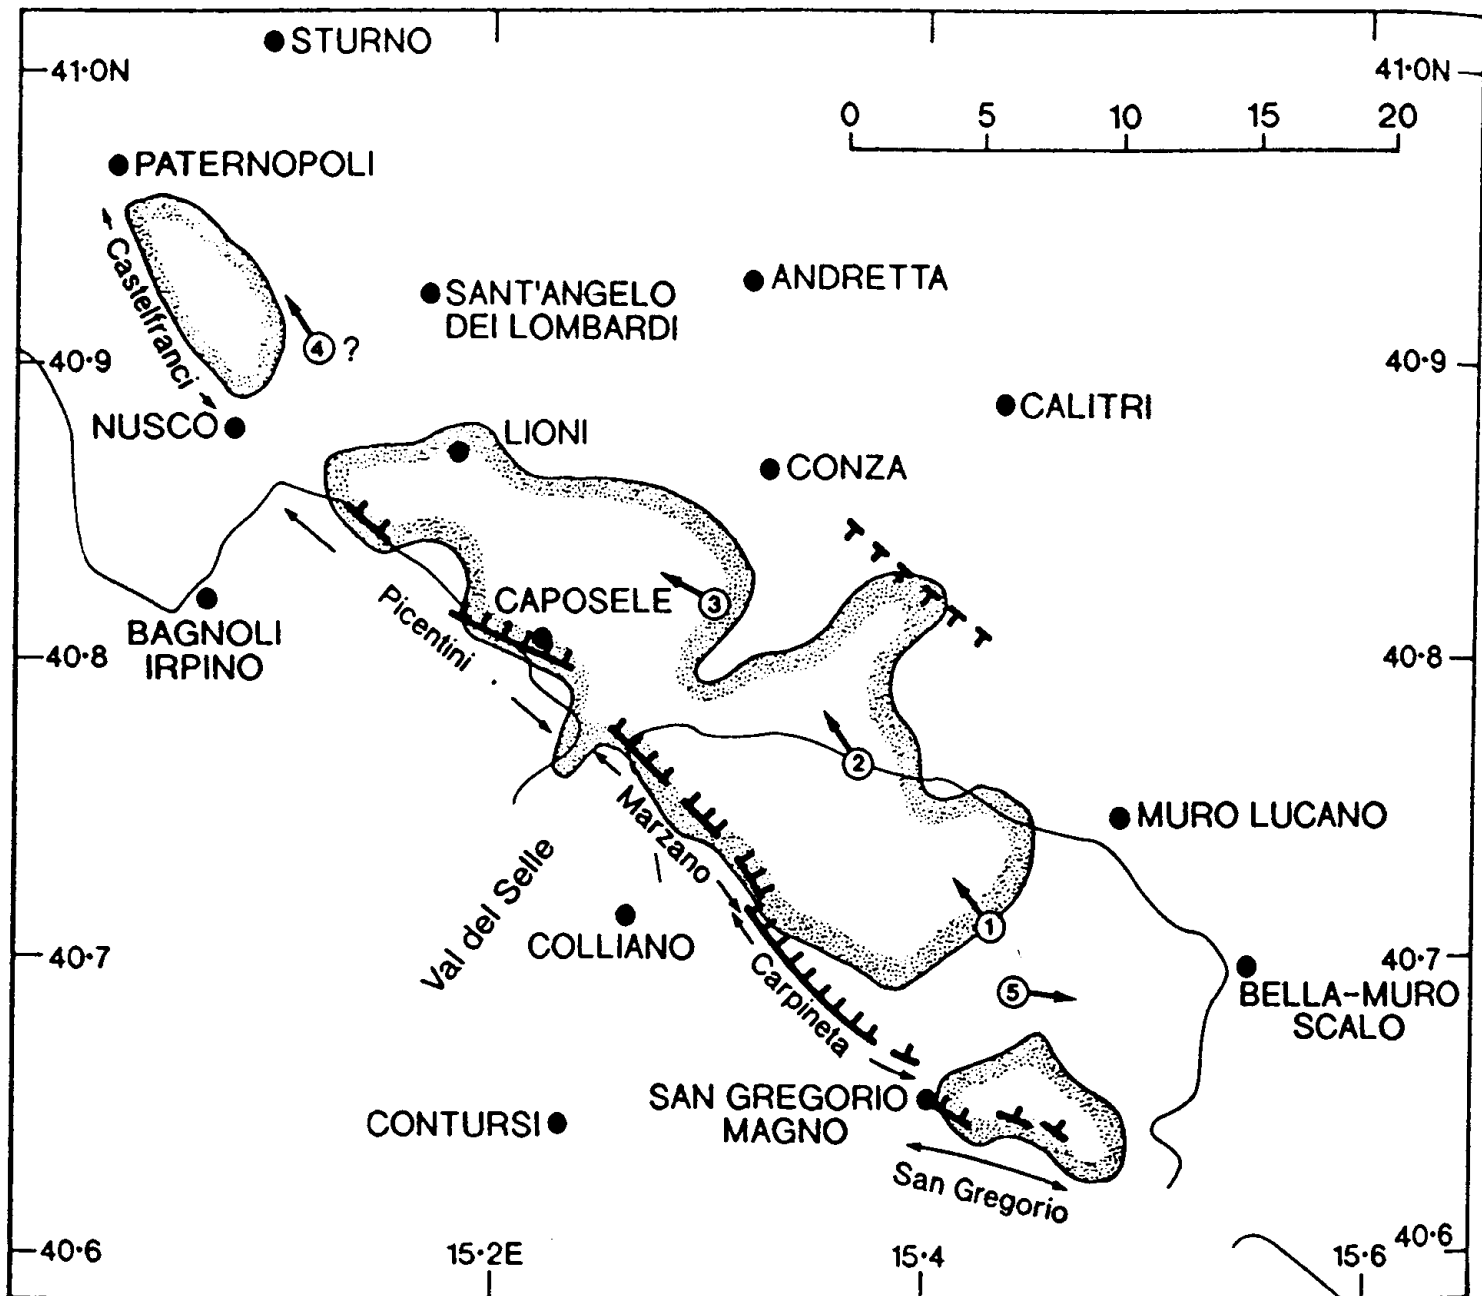 STURNO
41·0N
41·0N
0 5 10 15 20
PATERNOPOLI
Castelfranci
SANT'ANGELO
DEI LOMBARDI
ANDRETTA
4 ?
40·9
40·9
NUSCO
LIONI
CALITRI
CONZA
CAPOSELE
3
Picentini
BAGNOLI
IRPINO
40·8
40·8
2
Marzano
MURO LUCANO
Val del Selle
COLLIANO
1
40·7
40·7
Carpineta
5
BELLA-MURO
SCALO
SAN GREGORIO
MAGNO
CONTURSI
San Gregorio
40·6
15·2E
15·4
15·6
40·6